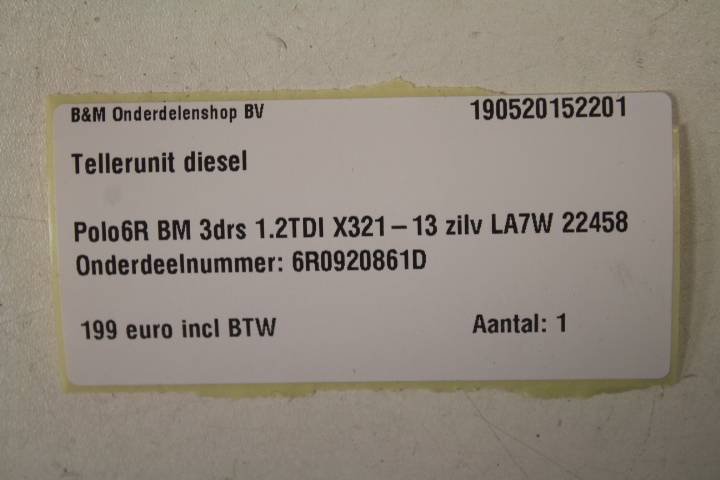 B&M Onderdelenshop BV 190520152201
Tellerunit diesel
Polo6R BM 3drs 1.2TDI X321-13 zilv LA7W 22458
Onderdeelnummer: 6R0920861D
199 euro incl BTW Aantal: 1